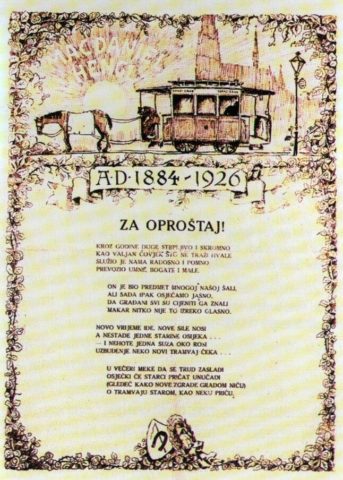 A·D·1884-1926
ZA OPROŠTAJ!
KROZ GODINE DUGE STRPLJIVO I SKROMNO
KAO VALJAN ČOVJEK ŠTO NE TRAŽI HVALE
SLUŽIO JE NAMA RADOSNO I POMNO
PREVOZIO UMNE, BOGATE I MALE.
ON JE BIO PREDMET MNOGOJ NAŠOJ ŠALI,
ALI SADA IPAK OSJEĆAMO JASNO,
DA GRAĐANI SVI SU CIJENITI GA ZNALI
MAKAR NITKO NIJE TO IZREKO GLASNO.
NOVO VRIJEME IDE, NOVE SILE NOSI
A NESTADE JEDNE STARINE OSIJEKA . . .
— I NEHOTE JEDNA SUZA OKO ROSI
UZBUĐENJE NEKO NOVI TRAMVAJ ČEKA . . .
U VEČERI MEKE DA SE TRUD ZASLADI
OSJEČKI ĆE STARCI PRIČAT UNUČADI
(GLEDEĆ KAKO NOVE ZGRADE GRADOM NIČU)
O TRAMVAJU STAROM, KAO NEKU PRIČU.